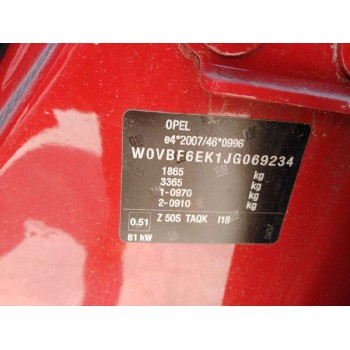 OPEL
e4*2007/46*0996
W0VBF6EK1JG069234
1865 kg
3365 kg
1-0970 kg
2-0910 kg
0.51 Z 50S TAQK I18
81 kW